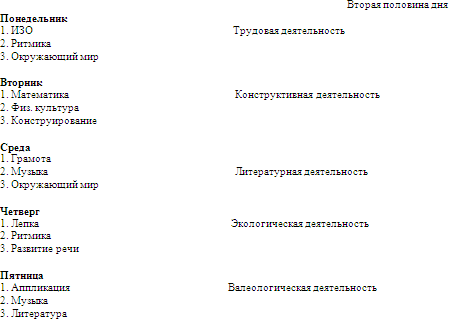 Вторая половина дня
Понедельник
1. ИЗО Трудовая деятельность
2. Ритмика
3. Окружающий мир
Вторник
1. Математика Конструктивная деятельность
2. Физ. культура
3. Конструирование
Среда
1. Грамота
2. Музыка Литературная деятельность
3. Окружающий мир
Четверг
1. Лепка Экологическая деятельность
2. Ритмика
3. Развитие речи
Пятница
1. Аппликация Валеологическая деятельность
2. Музыка
3. Литература